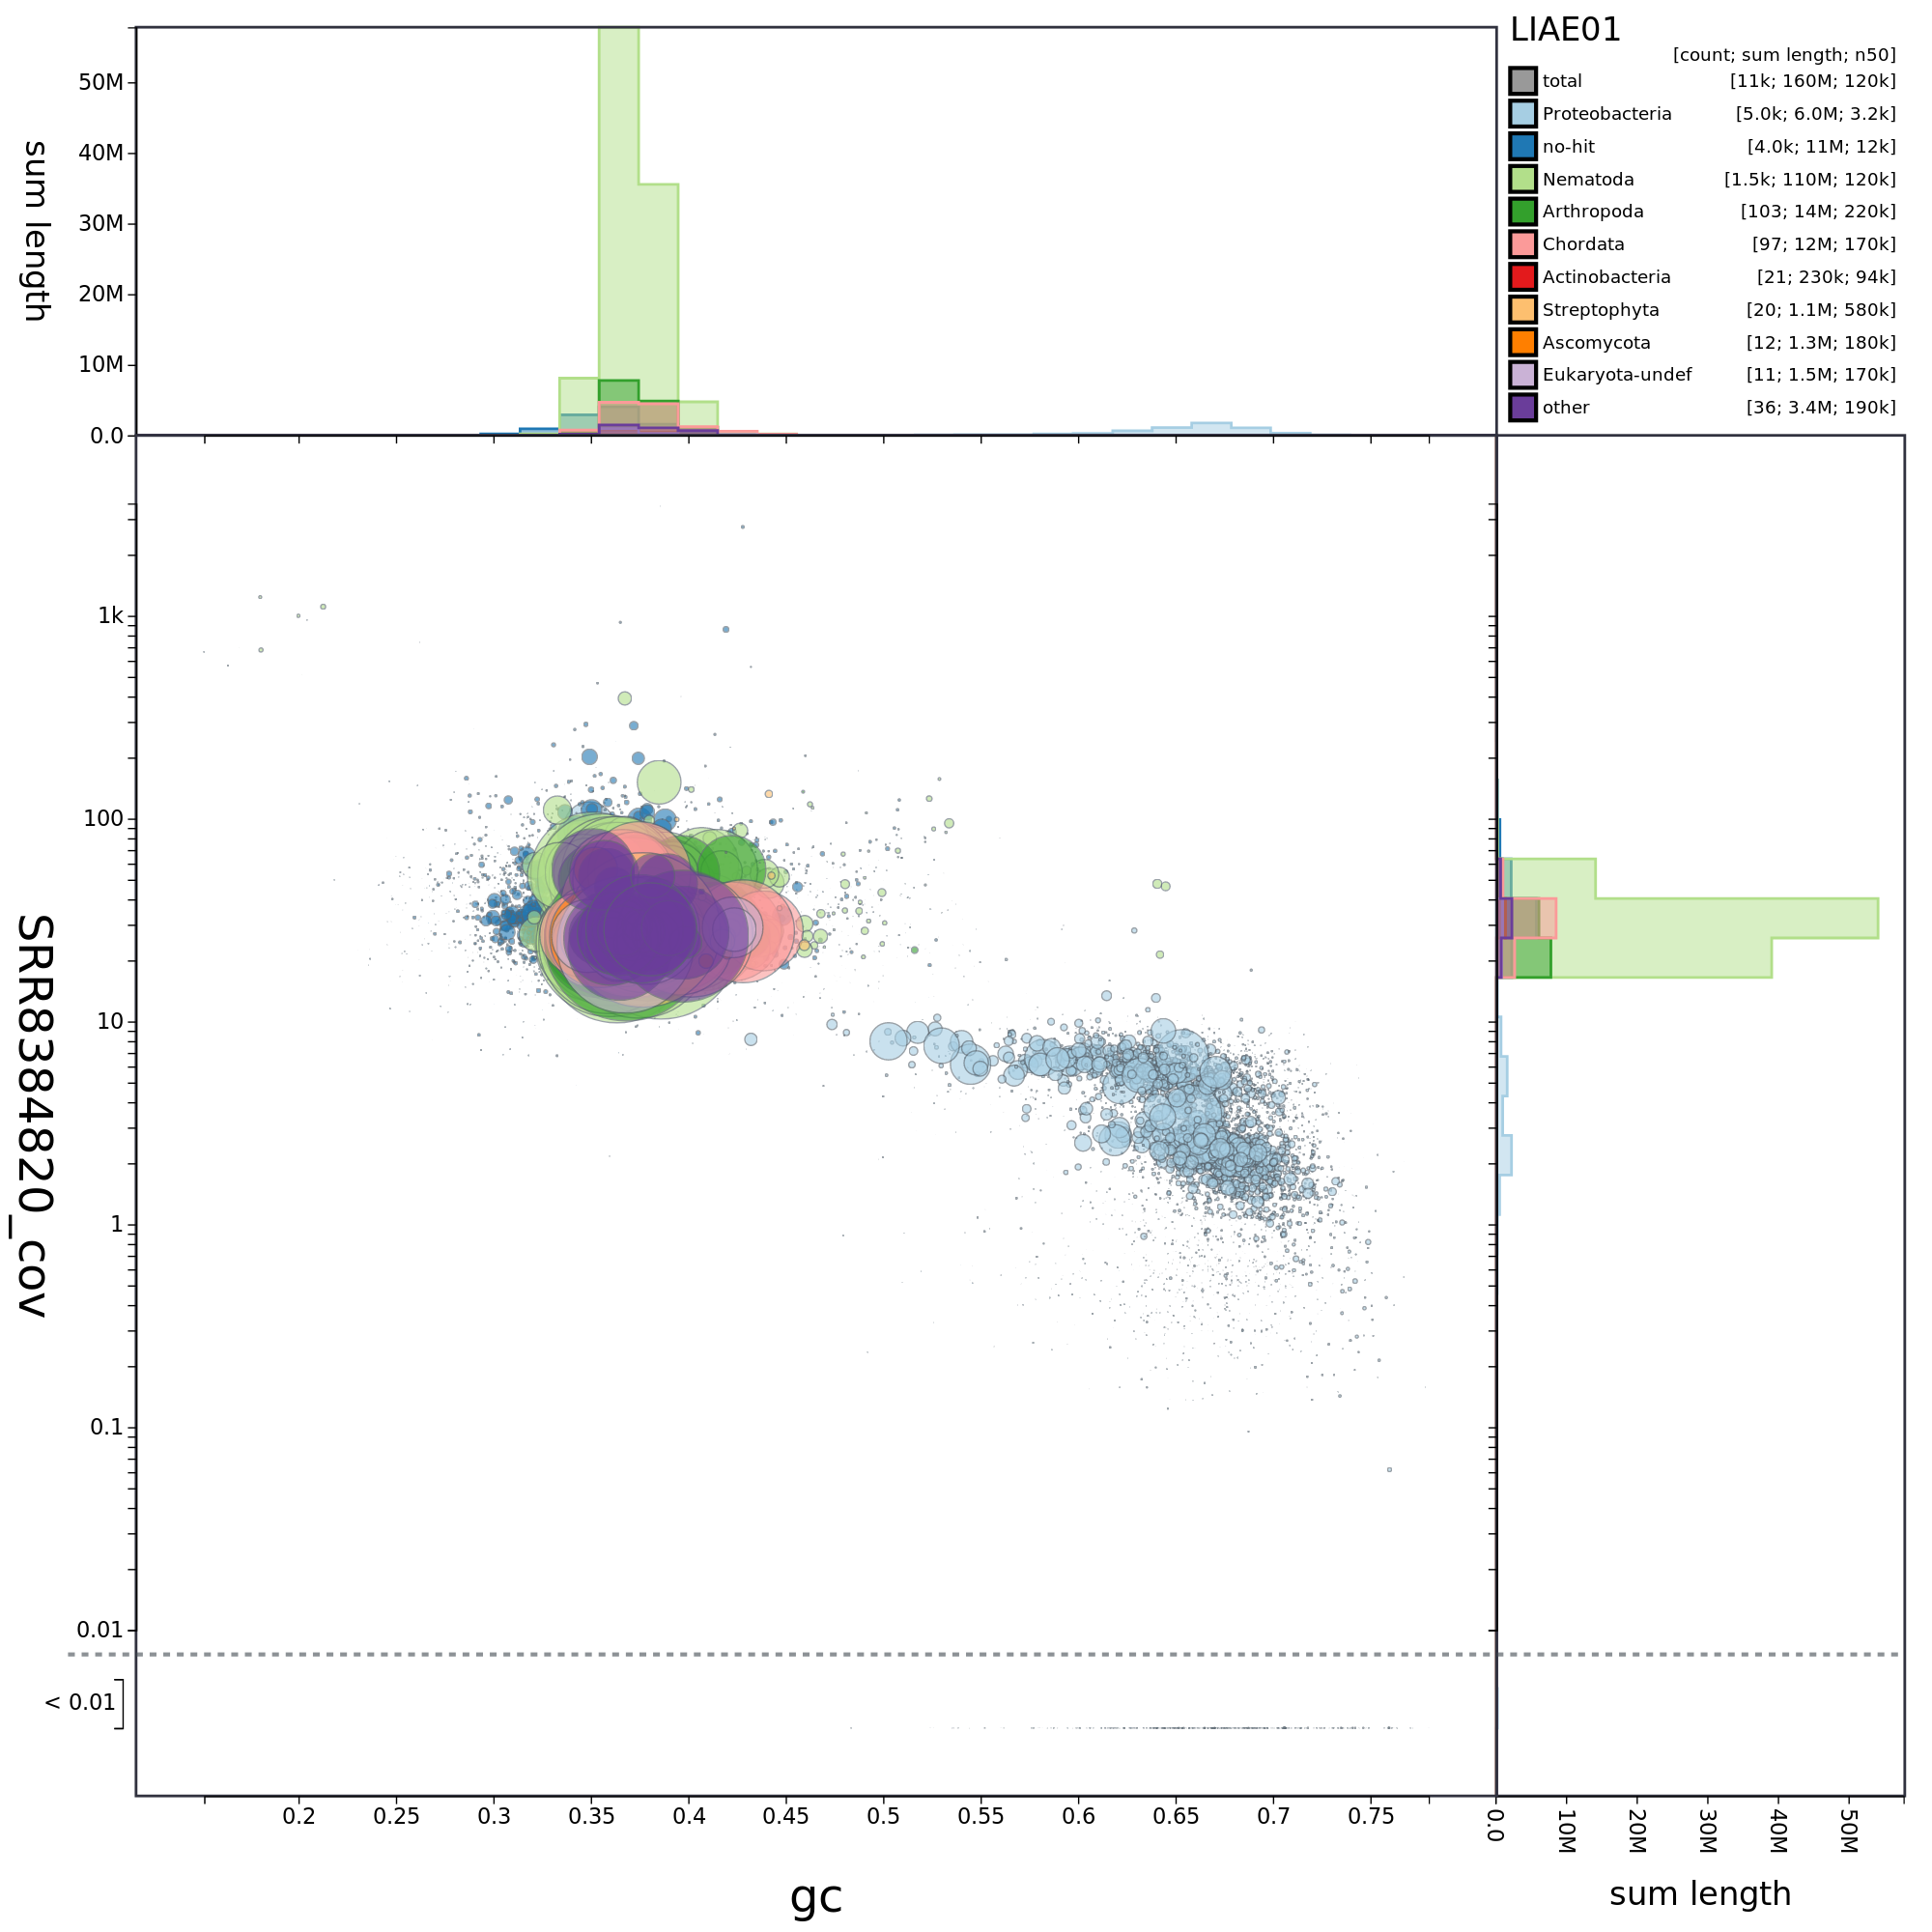 LIAE01
[count; sum length; n50]
total [11k; 160M; 120k]
Proteobacteria [5.0k; 6.0M; 3.2k]
no-hit [4.0k; 11M; 12k]
Nematoda [1.5k; 110M; 120k]
Arthropoda [103; 14M; 220k]
Chordata [97; 12M; 170k]
Actinobacteria [21; 230k; 94k]
Streptophyta [20; 1.1M; 580k]
Ascomycota [12; 1.3M; 180k]
Eukaryota-undef [11; 1.5M; 170k]
other [36; 3.4M; 190k]
sum length
50M
40M
30M
20M
10M
0.0
SRR8384820_cov
1k
100
10
1
0.1
0.01
< 0.01
0.2 0.25 0.3 0.35 0.4 0.45 0.5 0.55 0.6 0.65 0.7 0.75
gc
0.0 10M 20M 30M 40M 50M
sum length